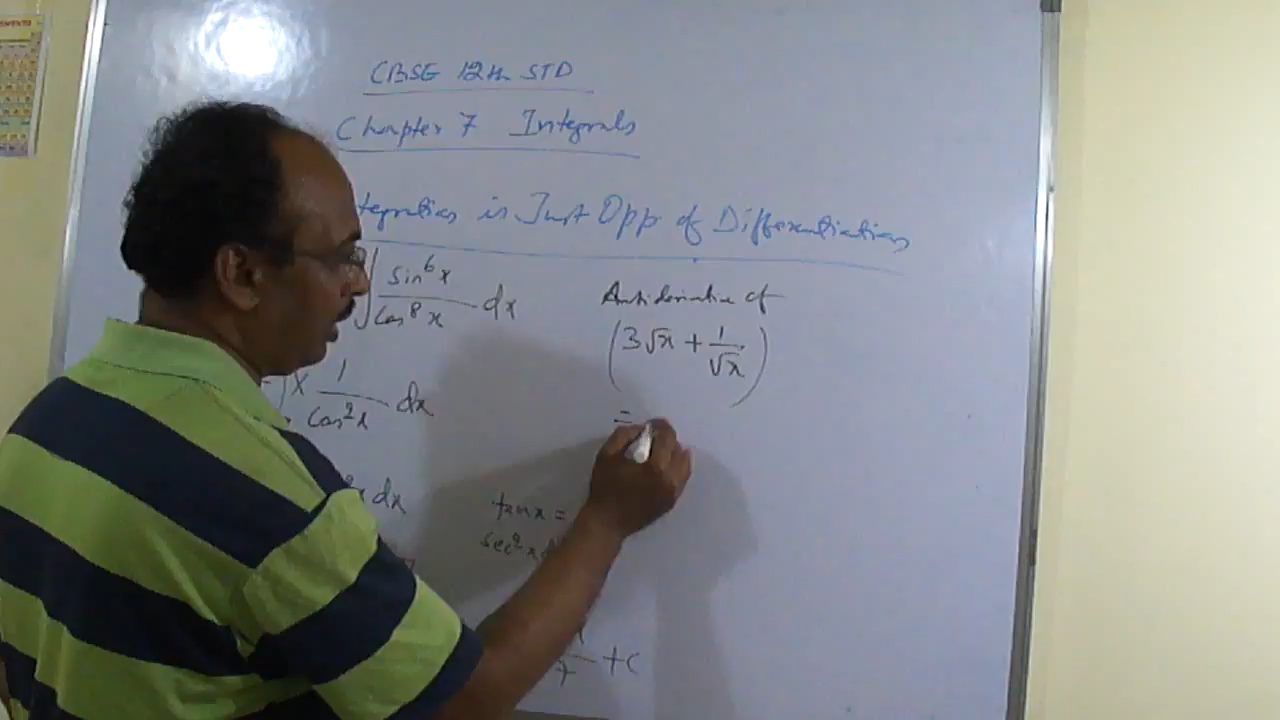 CBSE 12th STD
Chapter 7 Integrals
tegration is Just Opp of Differentiation
∫ sin⁶x / cos⁸x dx
× 1 / cos²x dx
x dx
tan x =
sec²x d
7 + c
Antiderivative of
(3√x + 1/√x)
=